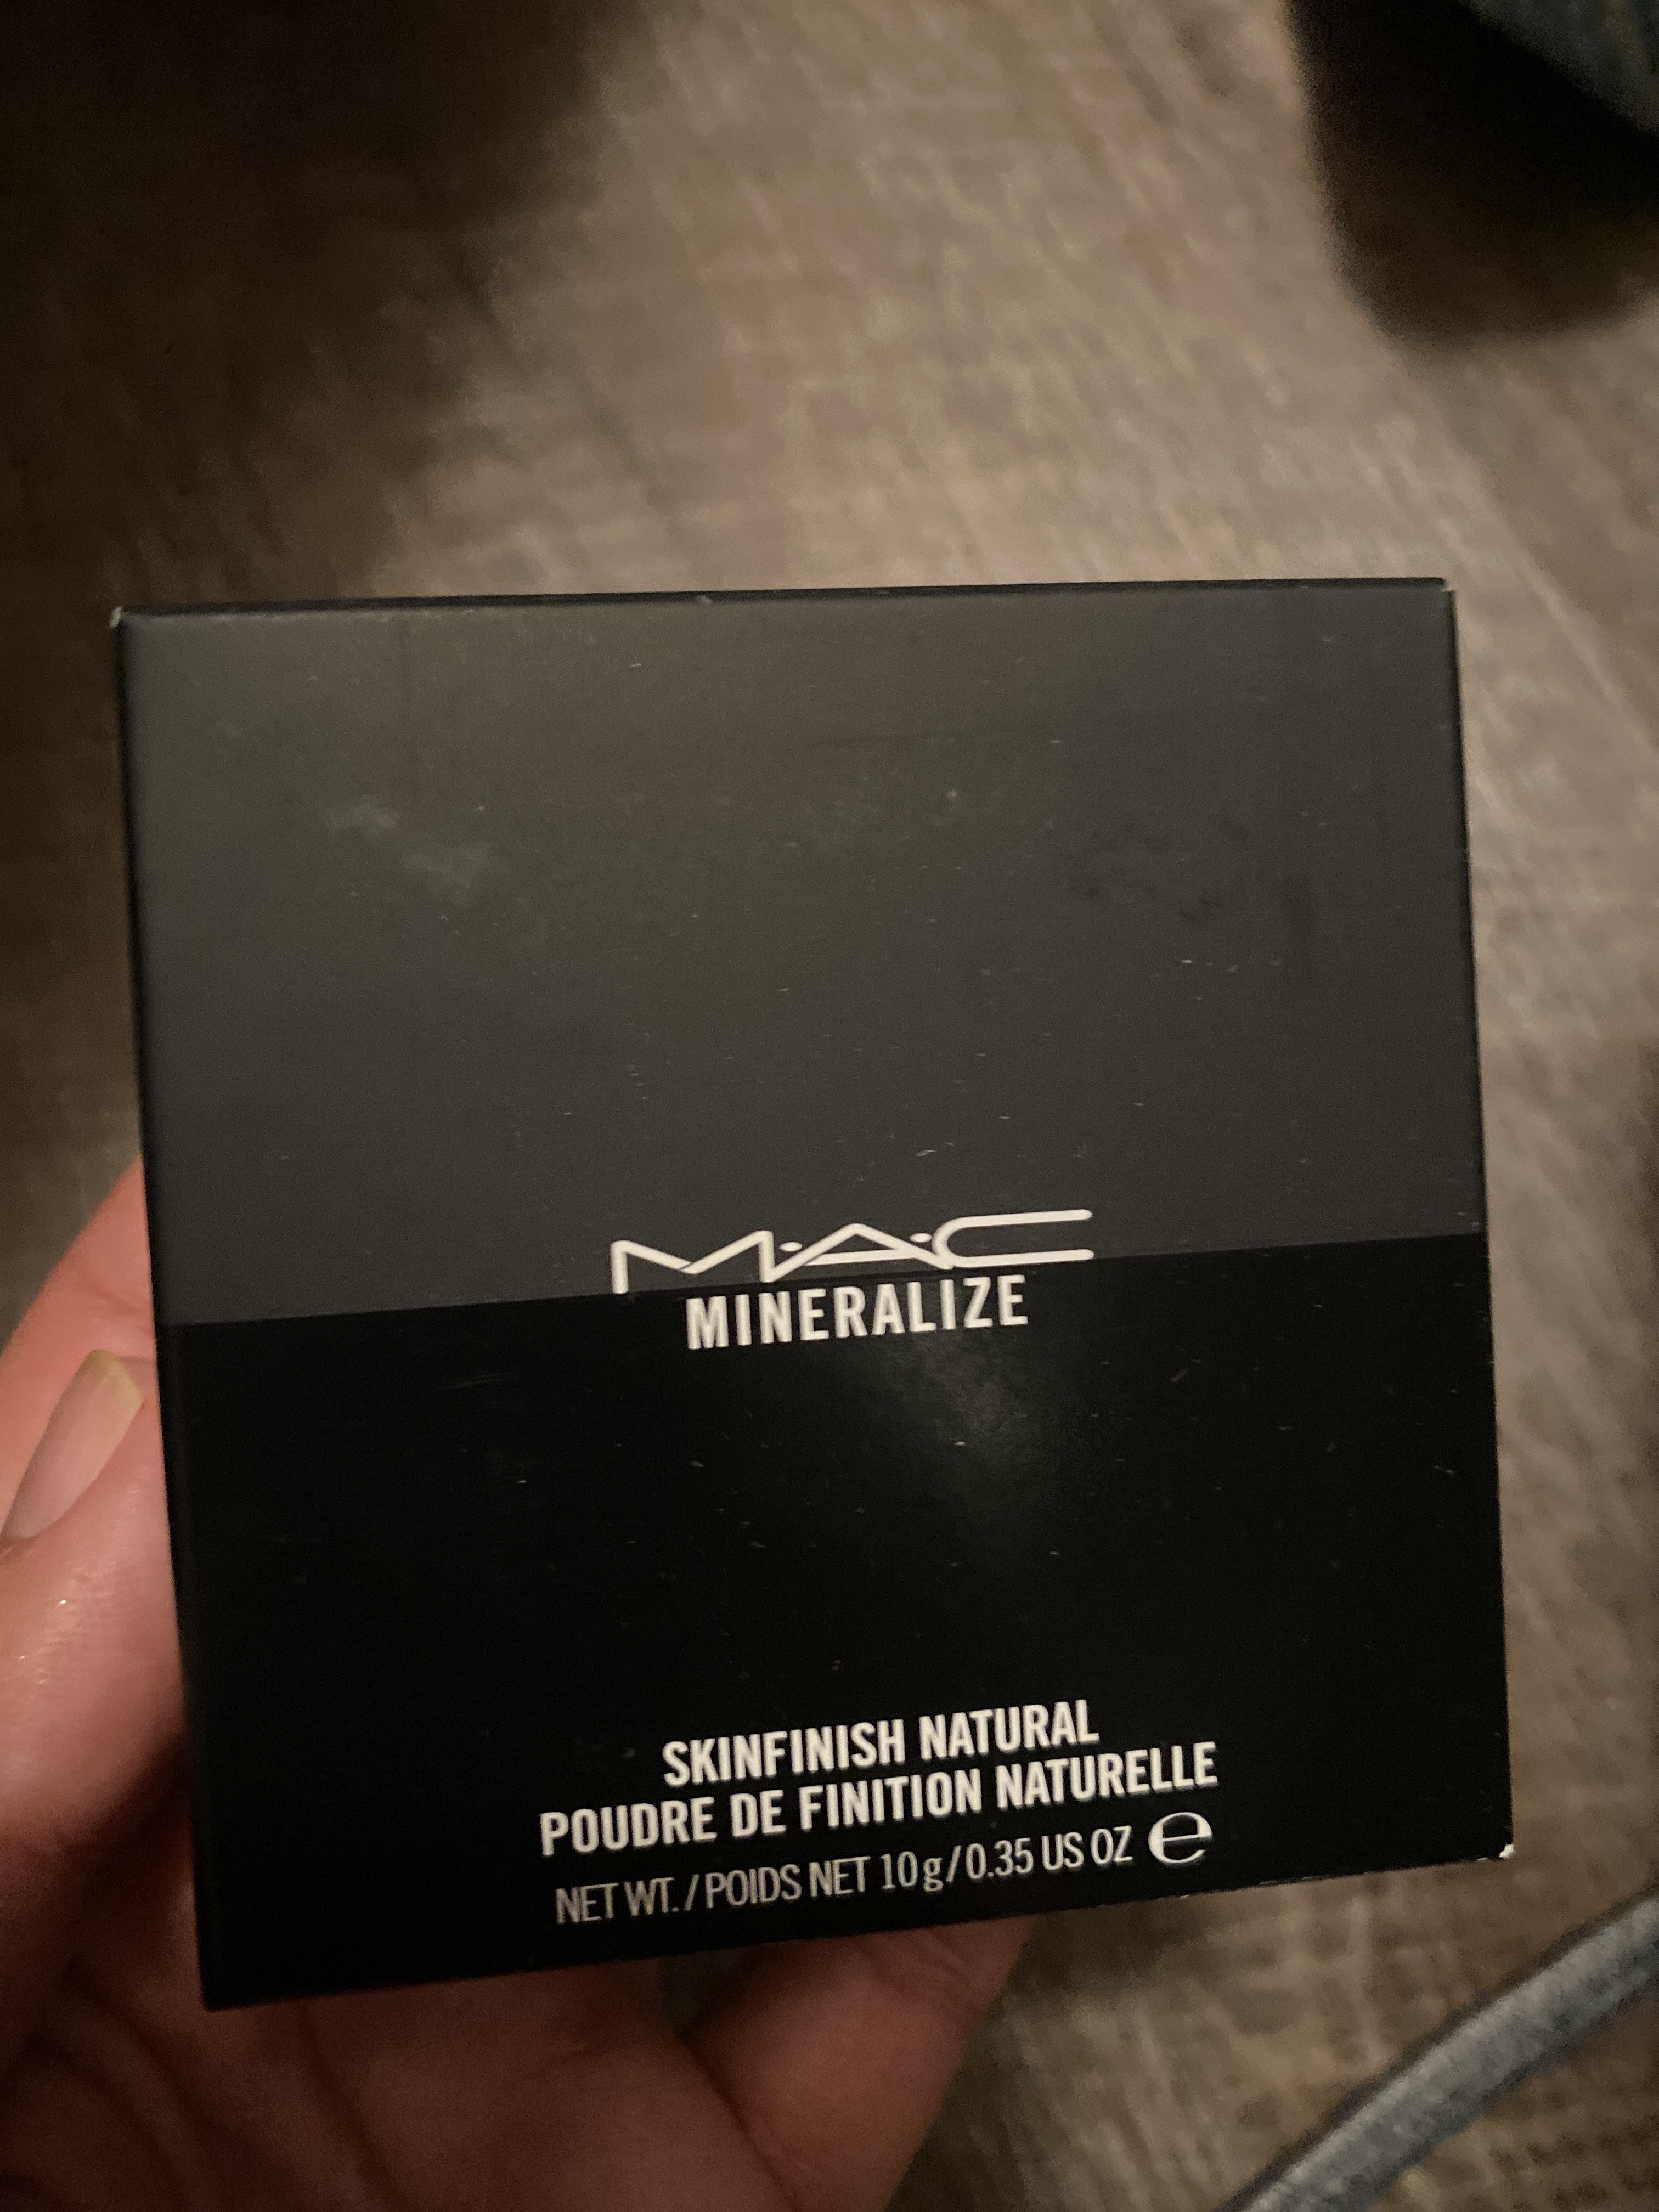 M·A·C
MINERALIZE
SKINFINISH NATURAL
POUDRE DE FINITION NATURELLE
NET WT./POIDS NET 10 g/0.35 US OZ ℮